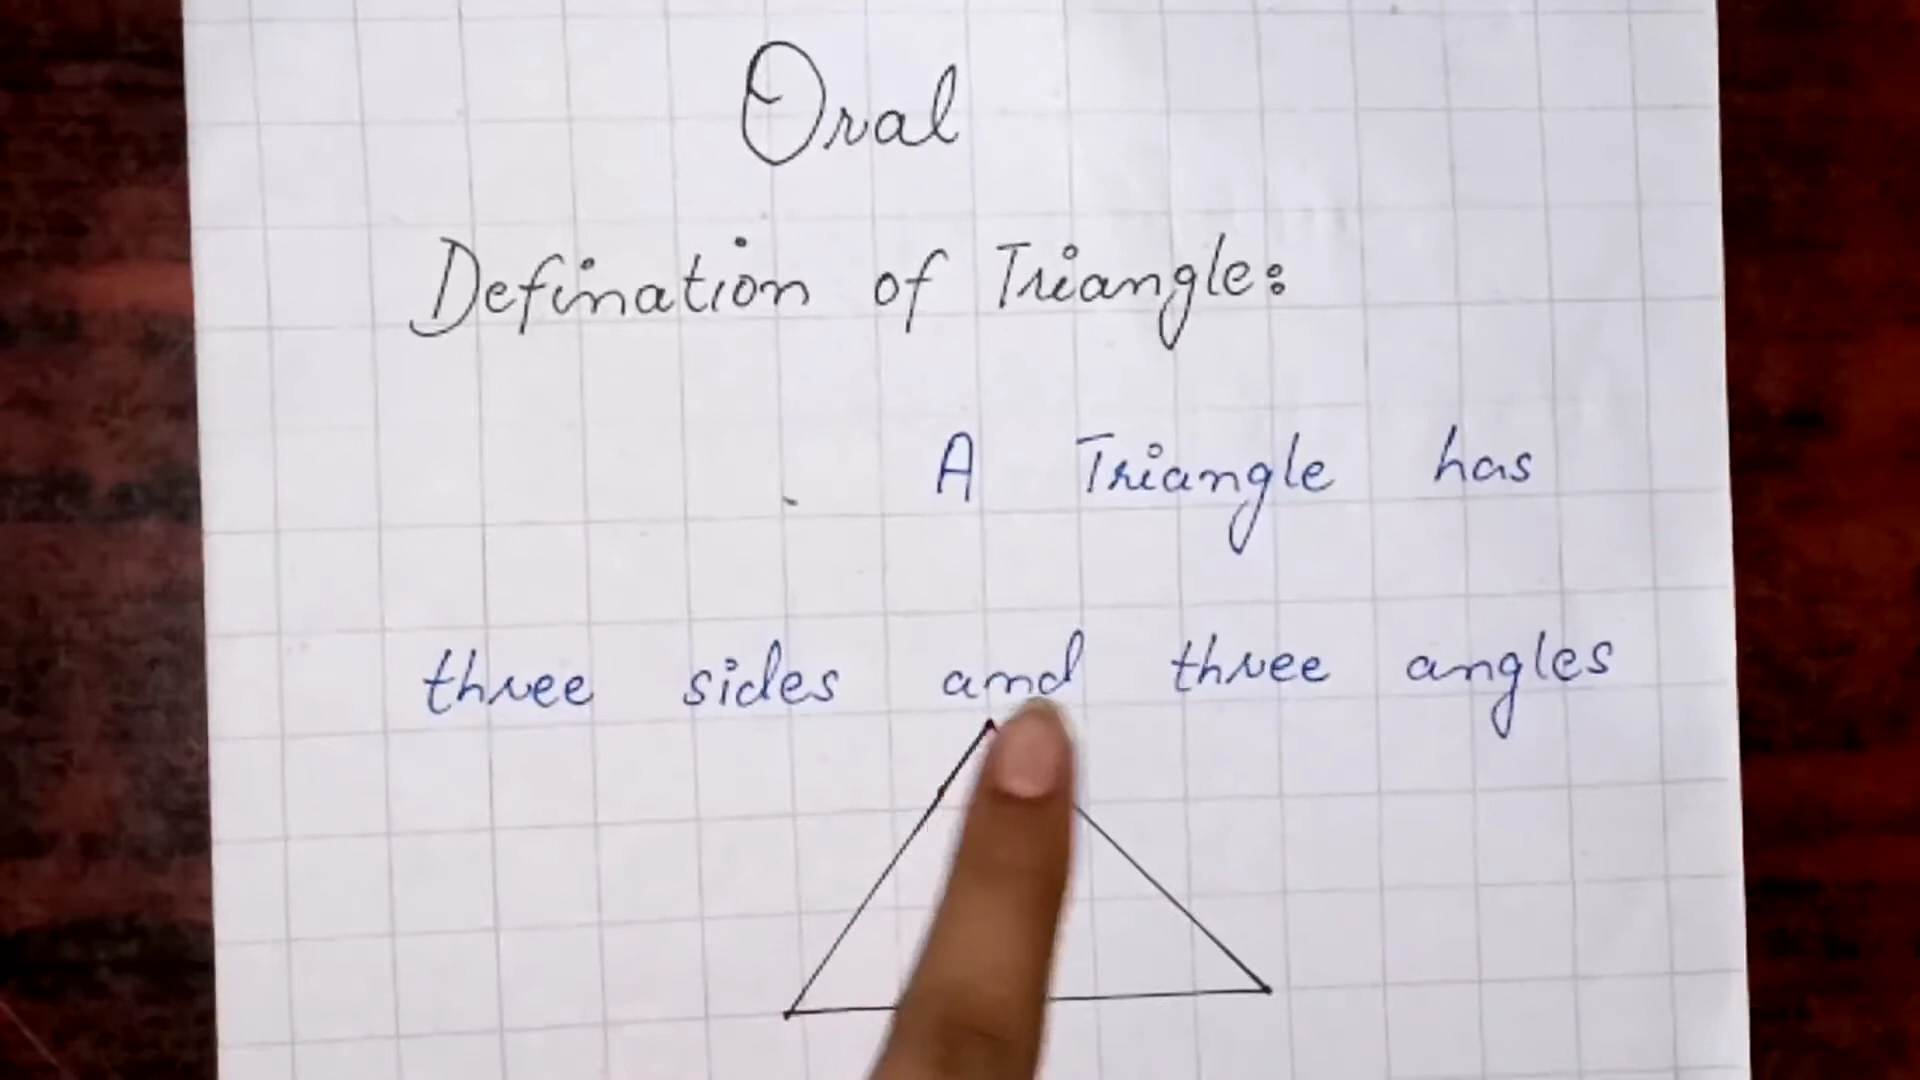 Oral
Defination of Triangle:
A Triangle has
three sides and three angles